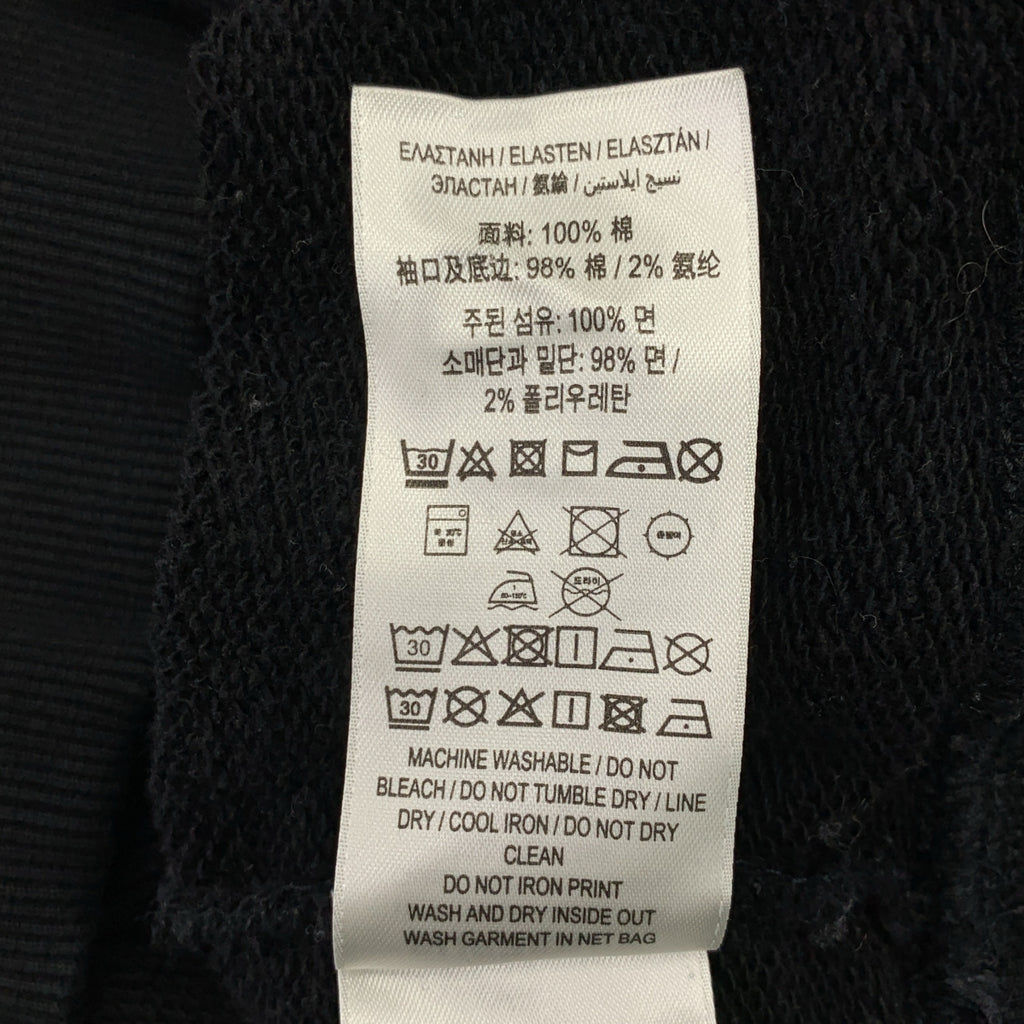 ΕΛΑΣΤΑΝΗ / ELASTEN / ELASZTÁN /
ЭЛАСТАН / 氨綸 / نسيج ايلاستين
面料: 100% 棉
袖口及底边: 98% 棉 / 2% 氨纶
주된 섬유: 100% 면
소매단과 밑단: 98% 면 /
2% 폴리우레탄
30
드라이
30
30
MACHINE WASHABLE / DO NOT
BLEACH / DO NOT TUMBLE DRY / LINE
DRY / COOL IRON / DO NOT DRY
CLEAN
DO NOT IRON PRINT
WASH AND DRY INSIDE OUT
WASH GARMENT IN NET BAG